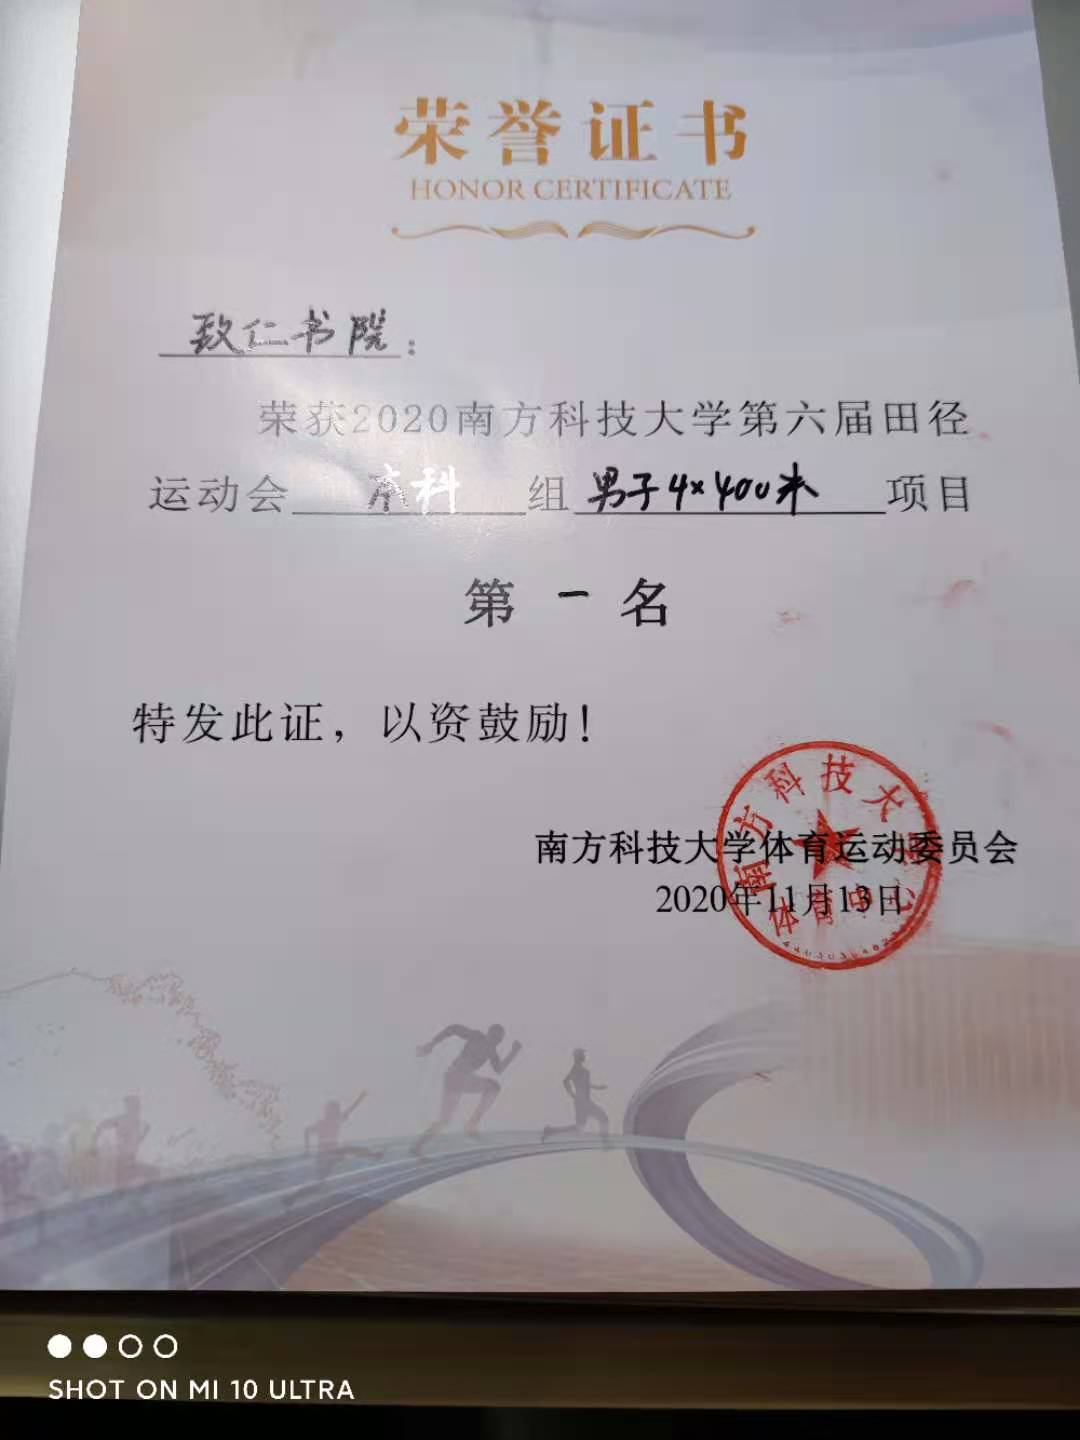 荣誉证书
HONOR CERTIFICATE
致仁书院：
荣获2020南方科技大学第六届田径
运动会 本科 组 男子4×400米 项目
第 一 名
特发此证，以资鼓励！
南方科技大
体育中心
南方科技大学体育运动委员会
2020年11月13日
SHOT ON MI 10 ULTRA